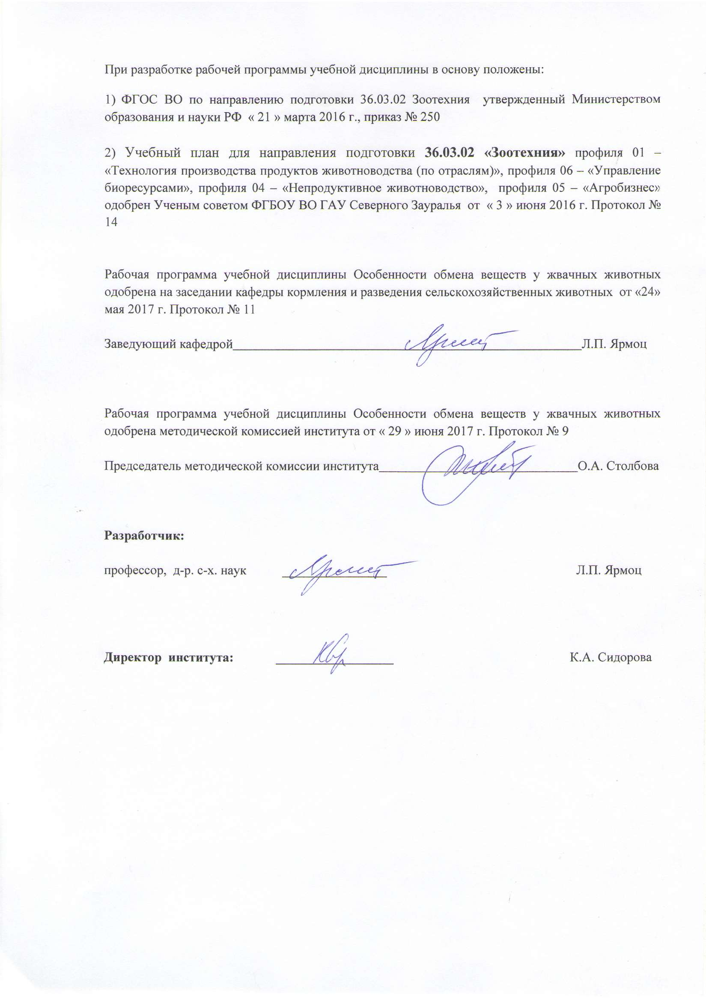 При разработке рабочей программы учебной дисциплины в основу положены:
1) ФГОС ВО по направлению подготовки 36.03.02 Зоотехния утвержденный Министерством
образования и науки РФ « 21 » марта 2016 г., приказ № 250
2) Учебный план для направления подготовки 36.03.02 «Зоотехния» профиля 01 –
«Технология производства продуктов животноводства (по отраслям)», профиля 06 – «Управление
биоресурсами», профиля 04 – «Непродуктивное животноводство», профиля 05 – «Агробизнес»
одобрен Ученым советом ФГБОУ ВО ГАУ Северного Зауралья от « 3 » июня 2016 г. Протокол №
14
Рабочая программа учебной дисциплины Особенности обмена веществ у жвачных животных
одобрена на заседании кафедры кормления и разведения сельскохозяйственных животных от «24»
мая 2017 г. Протокол № 11
Заведующий кафедрой Л.П. Ярмоц
Рабочая программа учебной дисциплины Особенности обмена веществ у жвачных животных
одобрена методической комиссией института от « 29 » июня 2017 г. Протокол № 9
Председатель методической комиссии института О.А. Столбова
Разработчик:
профессор, д-р. с-х. наук Л.П. Ярмоц
Директор института: К.А. Сидорова